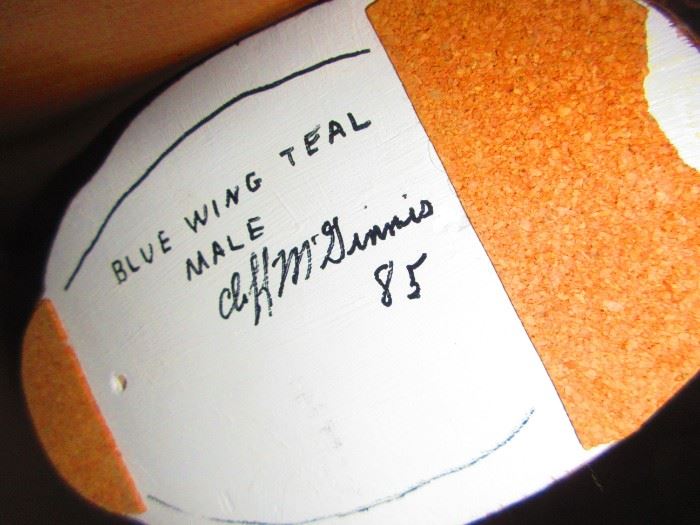 BLUE WING TEAL
MALE
Cliff McGinnis
85